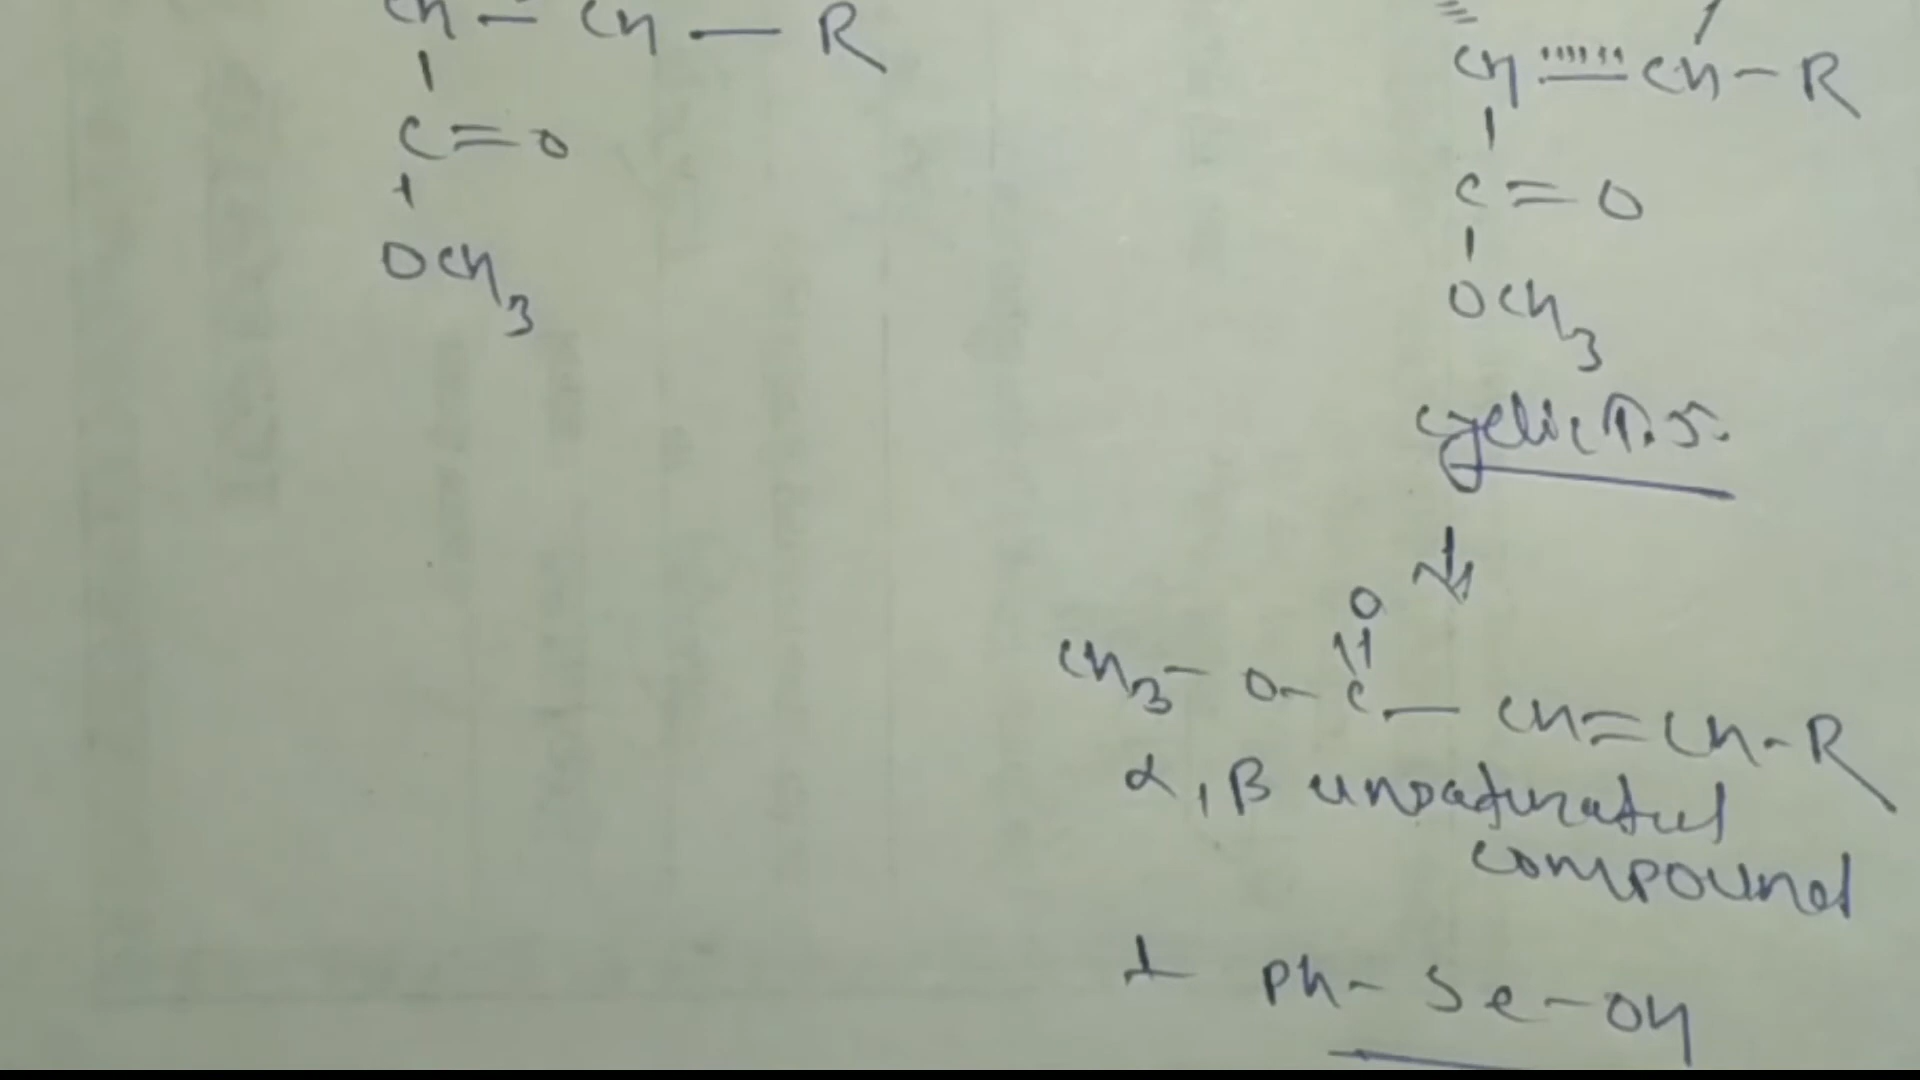 CH = CH — R
C = O
OCH3
CH = CH - R
C = O
OCH3
cyclic T.S.
O
CH3 - O - C — CH = CH - R
α, β unsaturated
compound
+ Ph - Se - OH